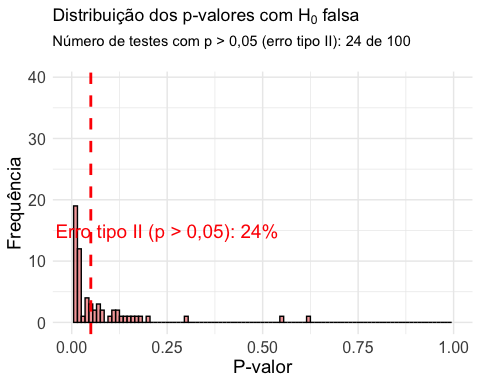 Distribuição dos p-valores com H₀ falsa
Número de testes com p > 0,05 (erro tipo II): 24 de 100
40
30
20
10
0
Frequência
Erro tipo II (p > 0,05): 24%
0.00 0.25 0.50 0.75 1.00
P-valor